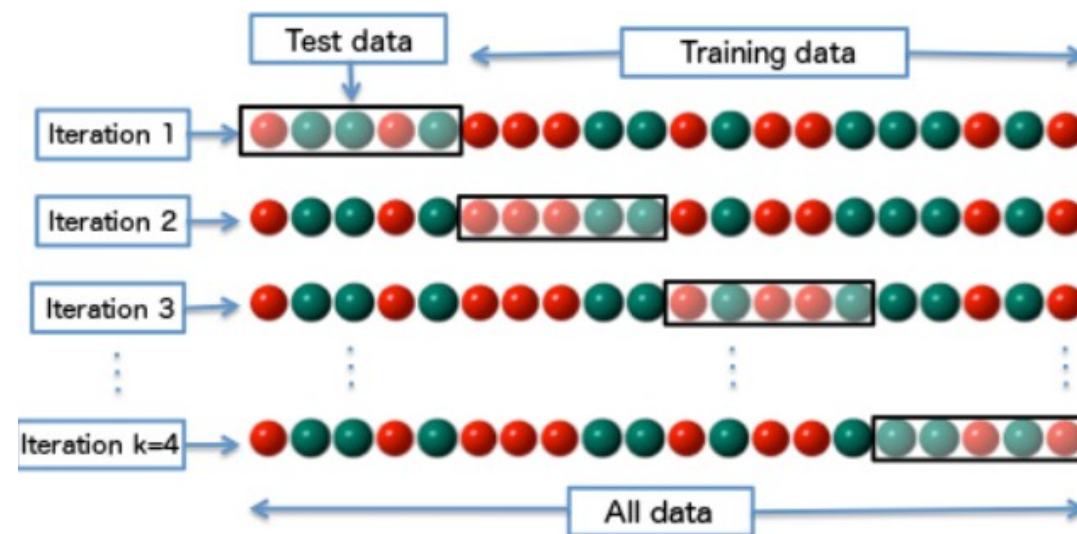 Test data
Training data
Iteration 1
Iteration 2
Iteration 3
Iteration k=4
All data